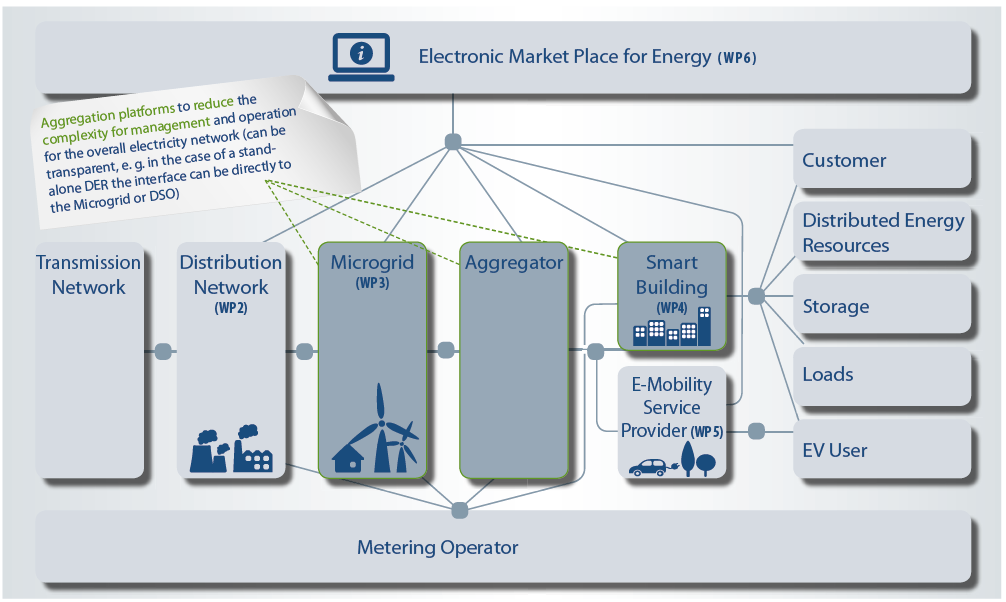 Electronic Market Place for Energy (WP6)
Aggregation platforms to reduce the
complexity for management and operation
for the overall electricity network (can be
transparent, e. g. in the case of a stand-
alone DER the interface can be directly to
the Microgrid or DSO)
Transmission
Network
Distribution
Network
(WP2)
Microgrid
(WP3)
Aggregator
Smart
Building
(WP4)
E-Mobility
Service
Provider (WP5)
Customer
Distributed Energy
Resources
Storage
Loads
EV User
Metering Operator